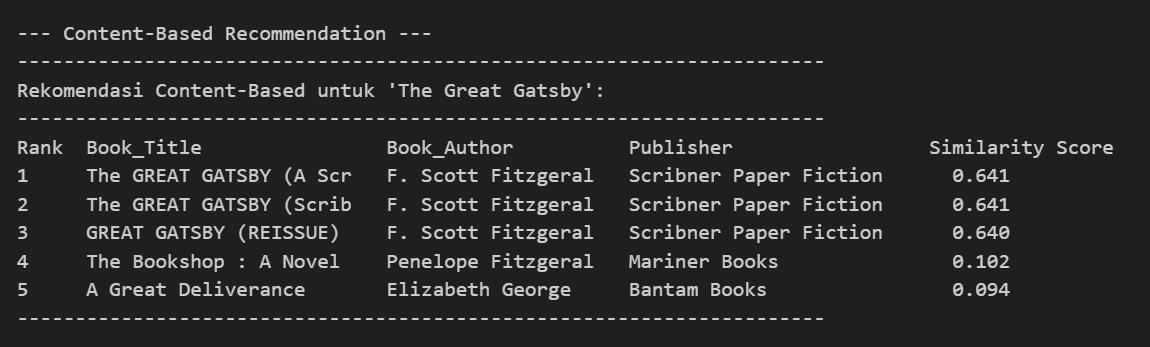 --- Content-Based Recommendation ---
----------------------------------------------------------------------
Rekomendasi Content-Based untuk 'The Great Gatsby':
----------------------------------------------------------------------
Rank  Book_Title                Book_Author          Publisher                 Similarity Score
1     The GREAT GATSBY (A Scr   F. Scott Fitzgeral   Scribner Paper Fiction      0.641
2     The GREAT GATSBY (Scrib   F. Scott Fitzgeral   Scribner Paper Fiction      0.641
3     GREAT GATSBY (REISSUE)    F. Scott Fitzgeral   Scribner Paper Fiction      0.640
4     The Bookshop : A Novel    Penelope Fitzgeral   Mariner Books               0.102
5     A Great Deliverance       Elizabeth George     Bantam Books                0.094
----------------------------------------------------------------------